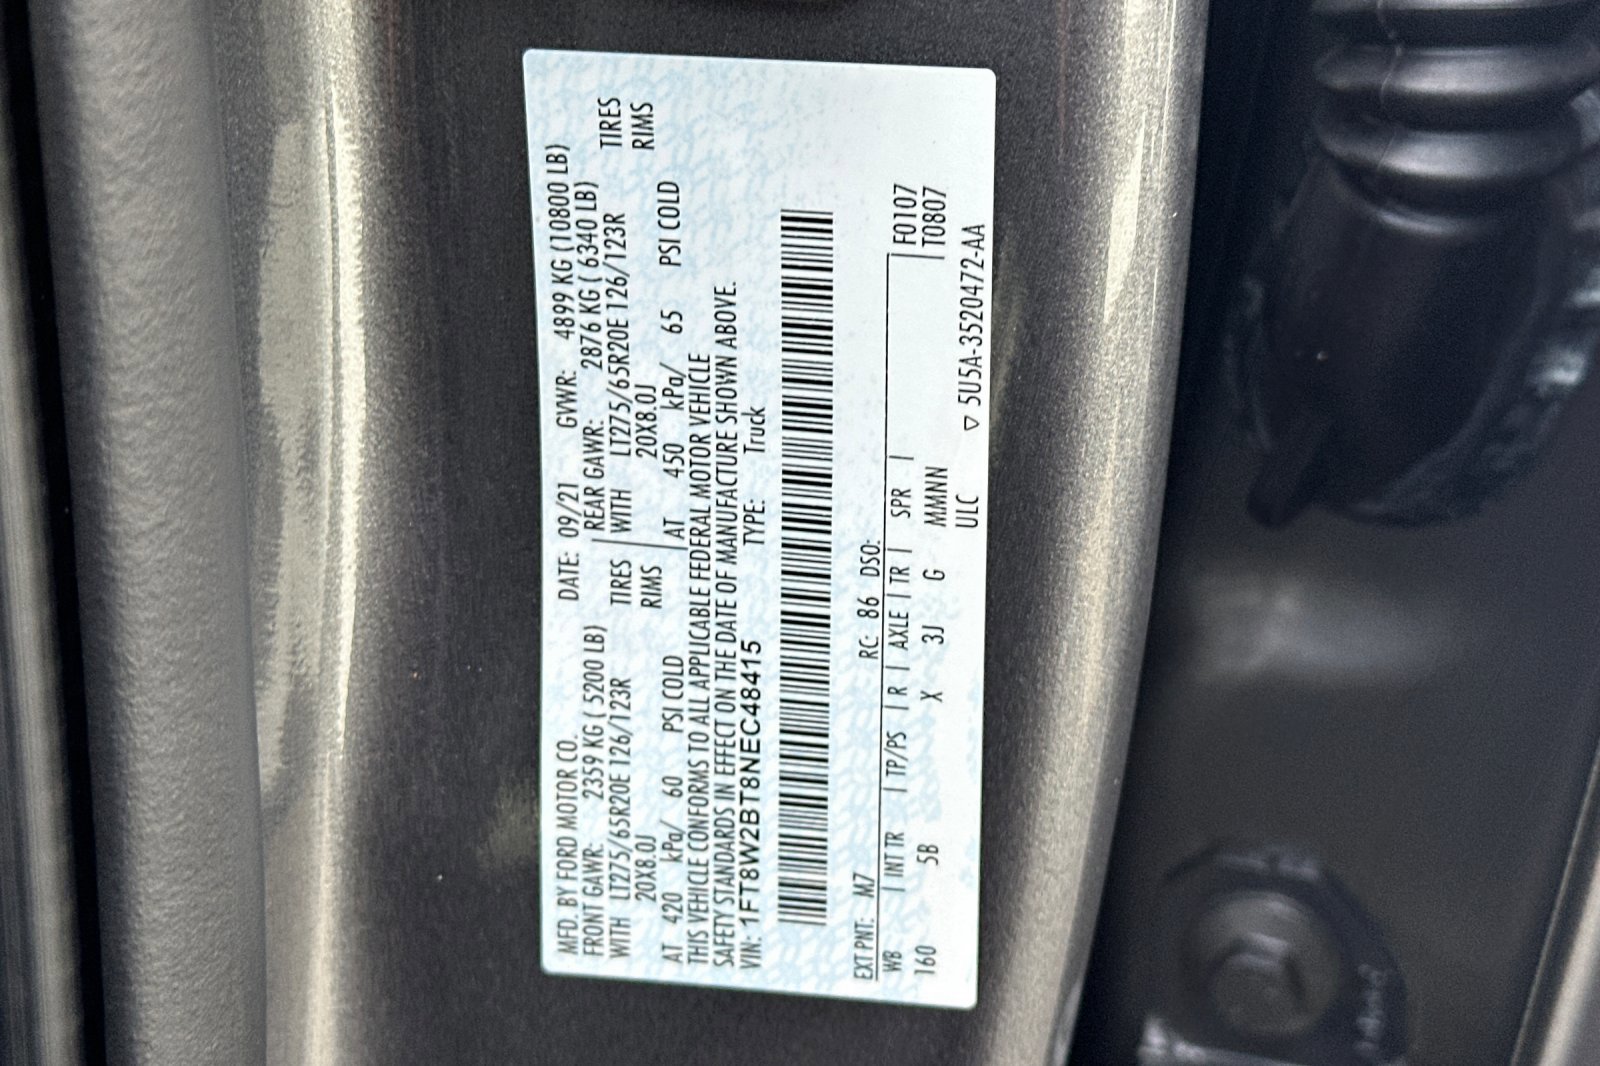 MFD. BY FORD MOTOR CO. DATE: 09/21 GVWR: 4899 KG (10800 LB)
FRONT GAWR: 2359 KG ( 5200 LB) REAR GAWR: 2876 KG ( 6340 LB)
WITH LT275/65R20E 126/123R TIRES WITH LT275/65R20E 126/123R TIRES
20X8.0J RIMS 20X8.0J RIMS
AT 420 kPa/ 60 PSI COLD AT 450 kPa/ 65 PSI COLD
THIS VEHICLE CONFORMS TO ALL APPLICABLE FEDERAL MOTOR VEHICLE
SAFETY STANDARDS IN EFFECT ON THE DATE OF MANUFACTURE SHOWN ABOVE.
VIN: 1FT8W2BT8NEC48415 TYPE: Truck
EXT PNT: M7 RC: 86 DSO:
WB INT TR TP/PS R AXLE TR SPR F0107
160 5B X 3J G MMNN T0807
ULC ▽ 5U5A-3520472-AA